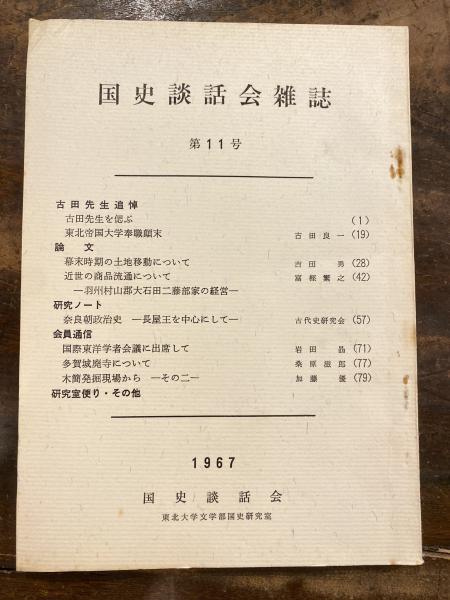 国史談話会雑誌
第11号
古田先生追悼
古田先生を偲ぶ (1)
東北帝国大学奉職顛末 古田良一 (19)
論文
幕末時期の土地移動について 吉田 勇 (28)
近世の商品流通について 富樫繁之 (42)
―羽州村山郡大石田二藤部家の経営―
研究ノート
奈良朝政治史 ―長屋王を中心にして― 古代史研究会 (57)
会員通信
国際東洋学者会議に出席して 岩田 (71)
多賀城廃寺について 桑原滋郎 (77)
木簡発掘現場から ―その二― 加藤 優 (79)
研究室便り・その他
1967
国史談話会
東北大学文学部国史研究室